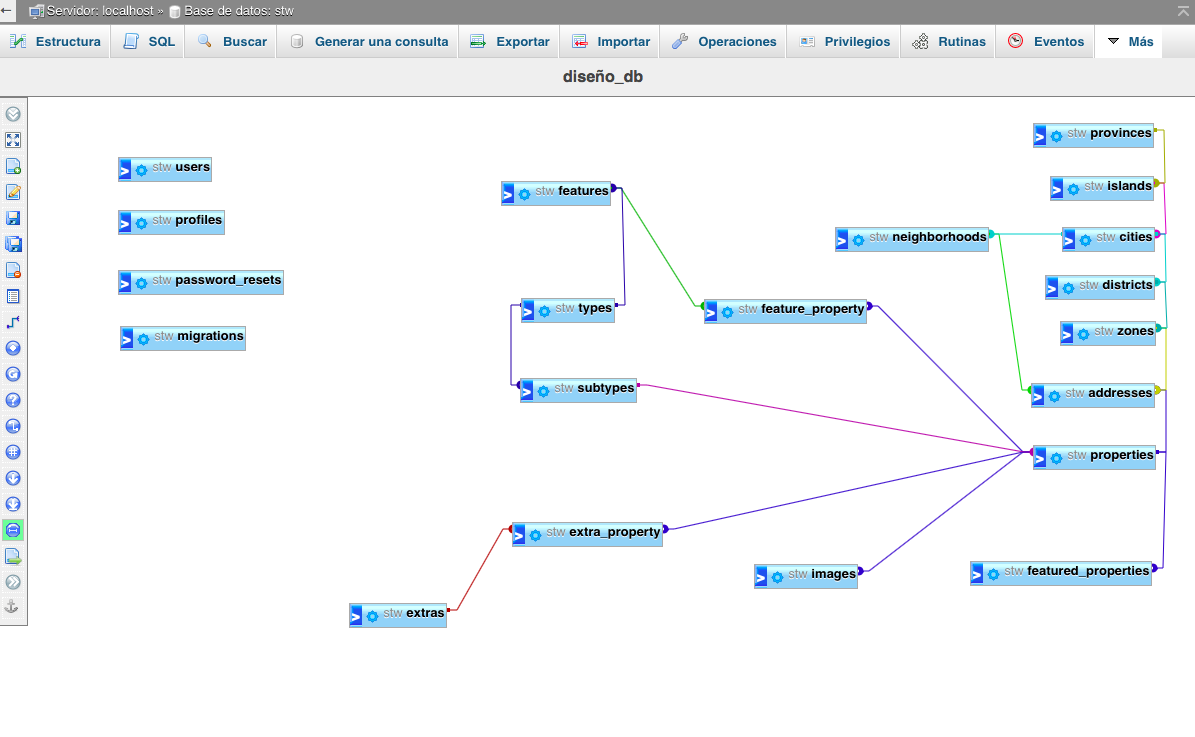 Servidor: localhost » Base de datos: stw
Estructura SQL Buscar Generar una consulta Exportar Importar Operaciones Privilegios Rutinas Eventos Más
diseño_db
stw provinces
stw users
stw features
stw islands
stw profiles
stw neighborhoods
stw cities
stw password_resets
stw districts
stw types
stw feature_property
stw zones
stw migrations
stw subtypes
stw addresses
stw properties
stw extra_property
stw images
stw featured_properties
stw extras